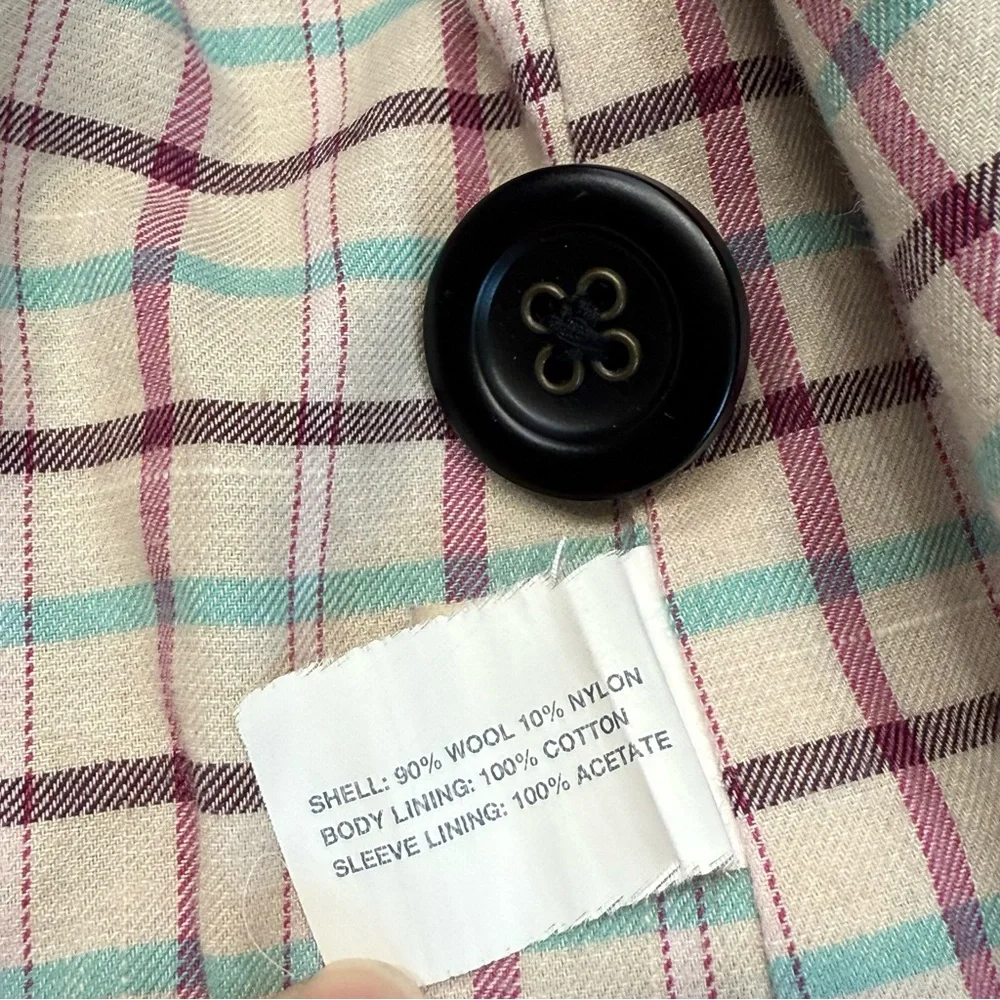 SHELL: 90% WOOL 10% NYLON
BODY LINING: 100% COTTON
SLEEVE LINING: 100% ACETATE